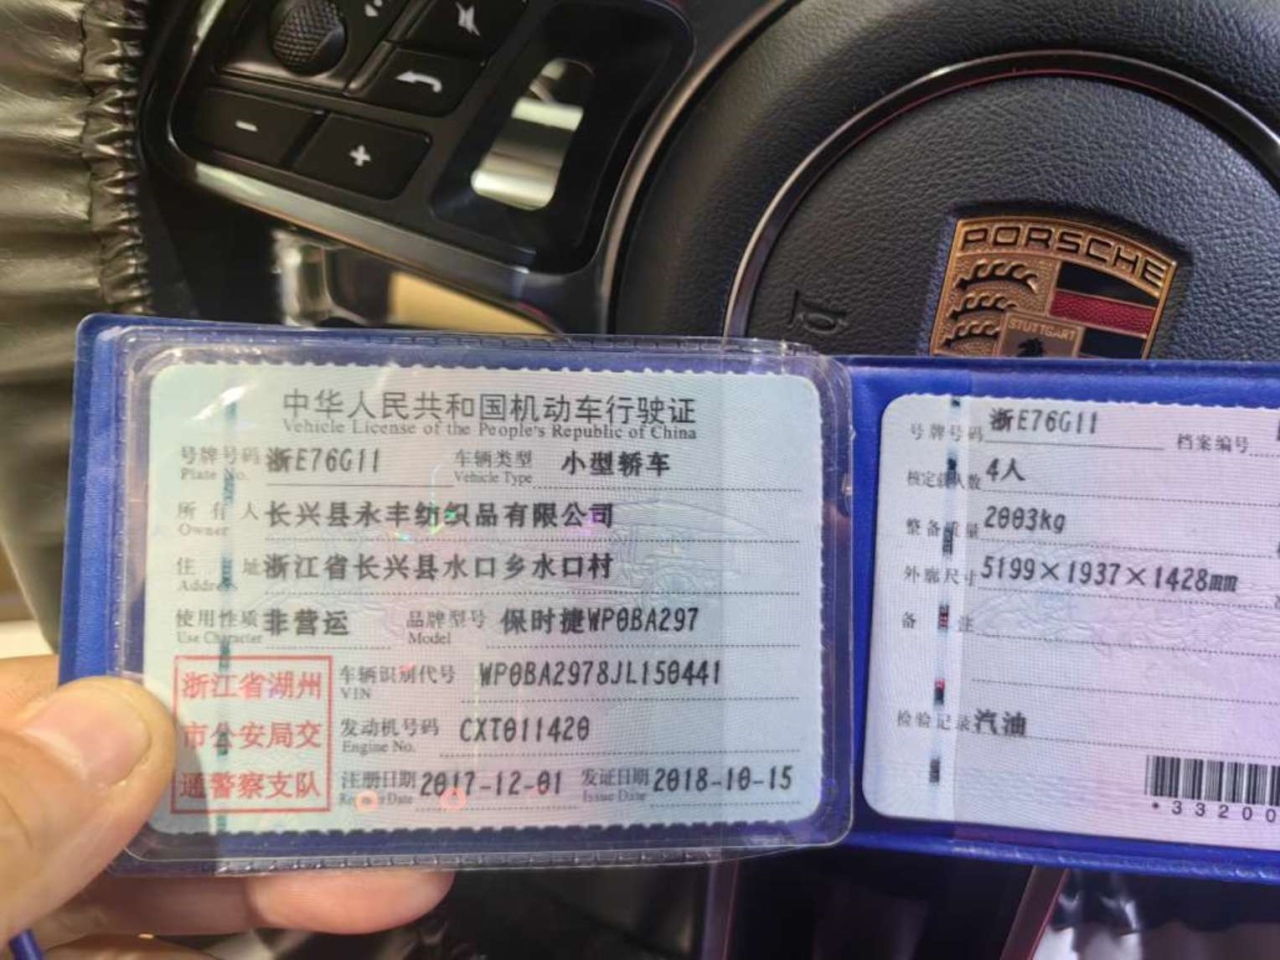 PORSCHE
STUTTGART
中华人民共和国机动车行驶证
Vehicle License of the People's Republic of China
号牌号码 浙E76G11 车辆类型 小型轿车
Plate No. Vehicle Type
所有人 长兴县永丰纺织品有限公司
Owner
住址 浙江省长兴县水口乡水口村
Address
使用性质 非营运 品牌型号 保时捷WP0BA297
Use Character Model
浙江省湖州
市公安局交
通警察支队
车辆识别代号 WP0BA2978JL150441
VIN
发动机号码 CXT011420
Engine No.
注册日期 2017-12-01 发证日期 2018-10-15
Register Date Issue Date
号牌号码 浙E76G11 档案编号
核定载人数 4人
整备质量 2003kg
外廓尺寸 5199×1937×1428mm
备注
检验记录 汽油
*33200